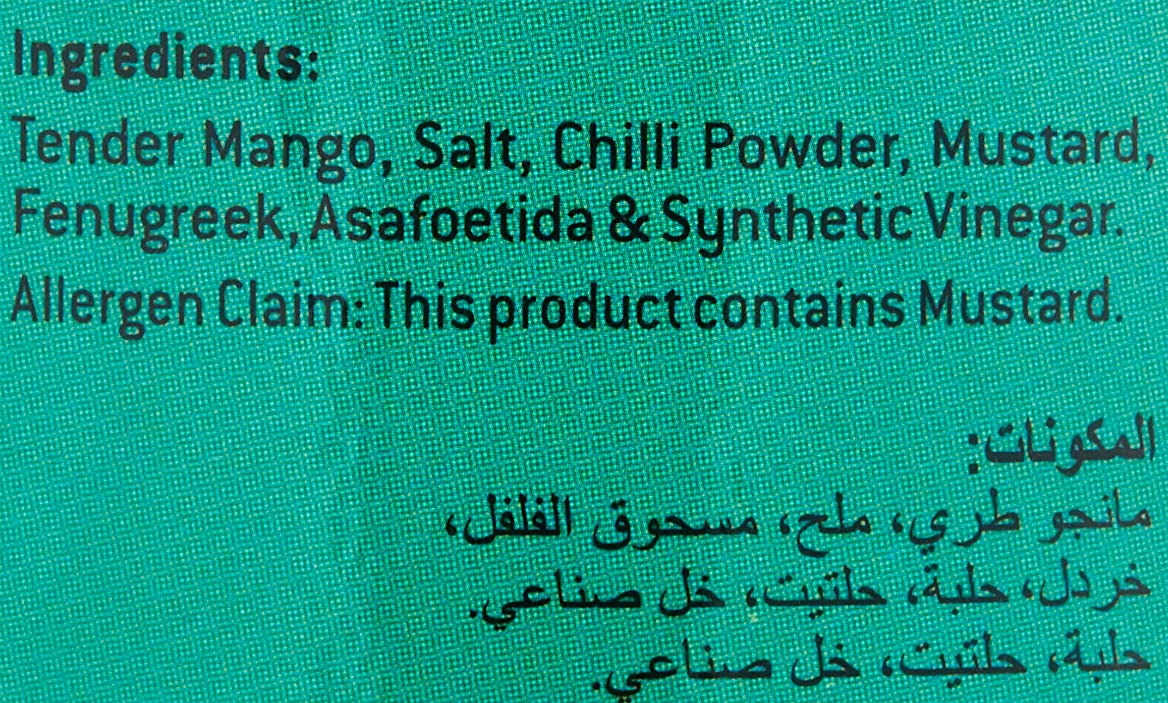 Ingredients:
Tender Mango, Salt, Chilli Powder, Mustard,
Fenugreek, Asafoetida & Synthetic Vinegar.
Allergen Claim: This product contains Mustard.
المكونات:
مانجو طري، ملح، مسحوق الفلفل،
خردل، حلبة، حلتيت، خل صناعي.
حلبة، حلتيت، خل صناعي.